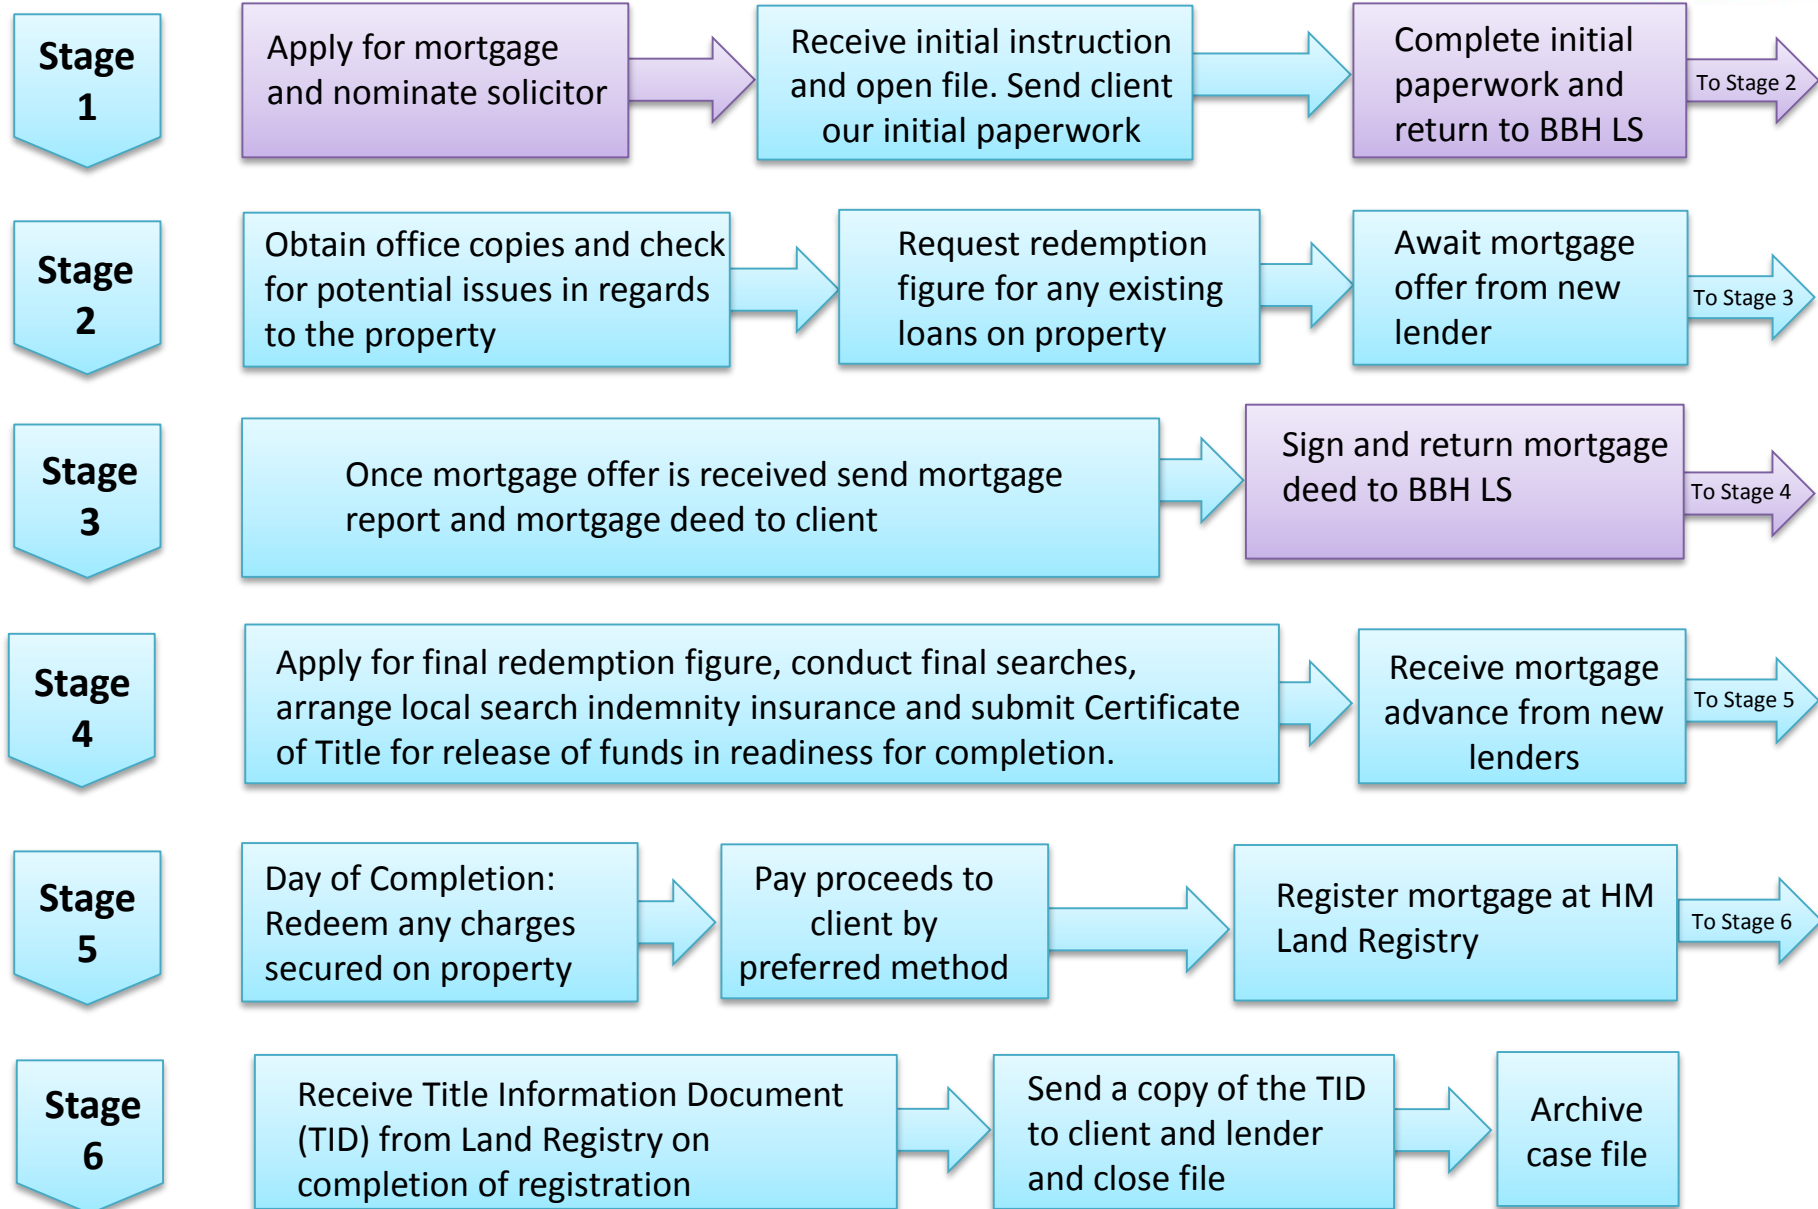 Stage
1
Apply for mortgage
and nominate solicitor
Receive initial instruction
and open file. Send client
our initial paperwork
Complete initial
paperwork and
return to BBH LS
To Stage 2
Stage
2
Obtain office copies and check
for potential issues in regards
to the property
Request redemption
figure for any existing
loans on property
Await mortgage
offer from new
lender
To Stage 3
Stage
3
Once mortgage offer is received send mortgage
report and mortgage deed to client
Sign and return mortgage
deed to BBH LS
To Stage 4
Stage
4
Apply for final redemption figure, conduct final searches,
arrange local search indemnity insurance and submit Certificate
of Title for release of funds in readiness for completion.
Receive mortgage
advance from new
lenders
To Stage 5
Stage
5
Day of Completion:
Redeem any charges
secured on property
Pay proceeds to
client by
preferred method
Register mortgage at HM
Land Registry
To Stage 6
Stage
6
Receive Title Information Document
(TID) from Land Registry on
completion of registration
Send a copy of the TID
to client and lender
and close file
Archive
case file